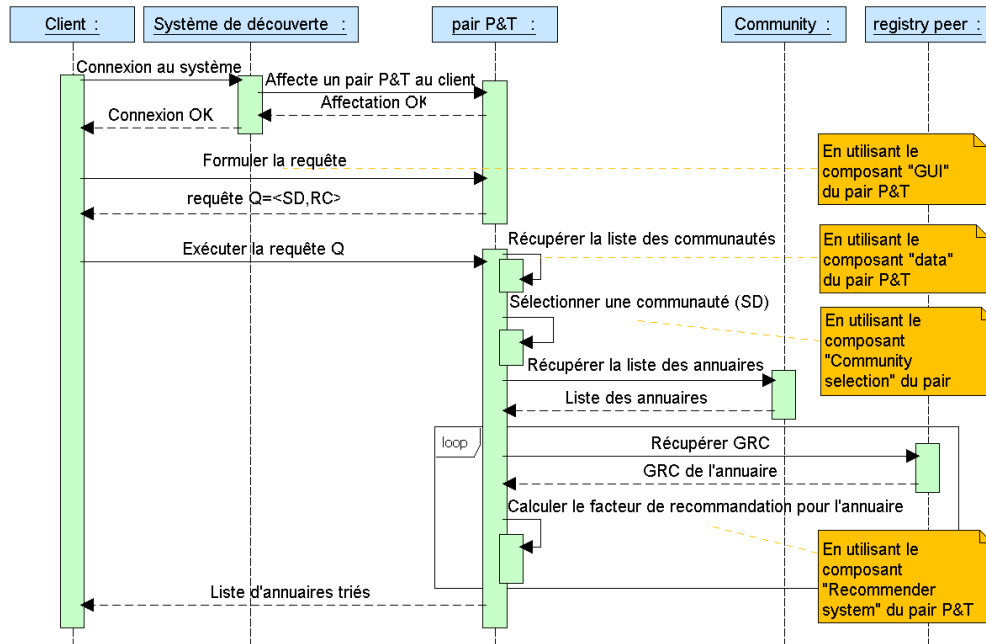 Client :
Système de découverte :
pair P&T :
Community :
registry peer :
Connexion au système
Affecte un pair P&T au client
Affectation OK
Connexion OK
Formuler la requête
En utilisant le
composant "GUI"
du pair P&T
requête Q=<SD,RC>
Exécuter la requête Q
Récupérer la liste des communautés
En utilisant le
composant "data"
du pair P&T
Sélectionner une communauté (SD)
En utilisant le
composant
"Community
selection" du pair
Récupérer la liste des annuaires
Liste des annuaires
loop
Récupérer GRC
GRC de l'annuaire
Calculer le facteur de recommandation pour l'annuaire
En utilisant le
composant
"Recommender
system" du pair P&T
Liste d'annuaires triés